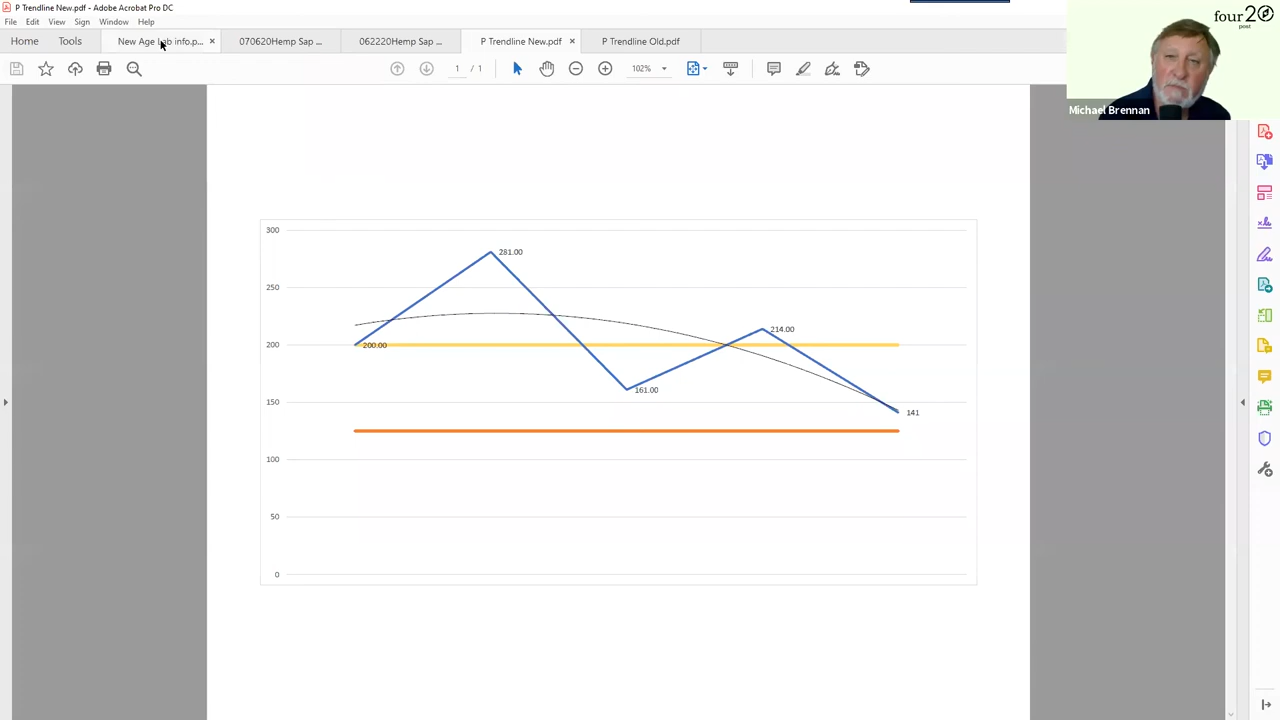 P Trendline New.pdf - Adobe Acrobat Pro DC
File Edit View Sign Window Help
four20
post
Home Tools New Age Lab info.p... × 070620Hemp Sap ... 062220Hemp Sap ... P Trendline New.pdf × P Trendline Old.pdf
1 / 1 102%
Michael Brennan
300
281.00
250
214.00
200
200.00
161.00
150
141
100
50
0